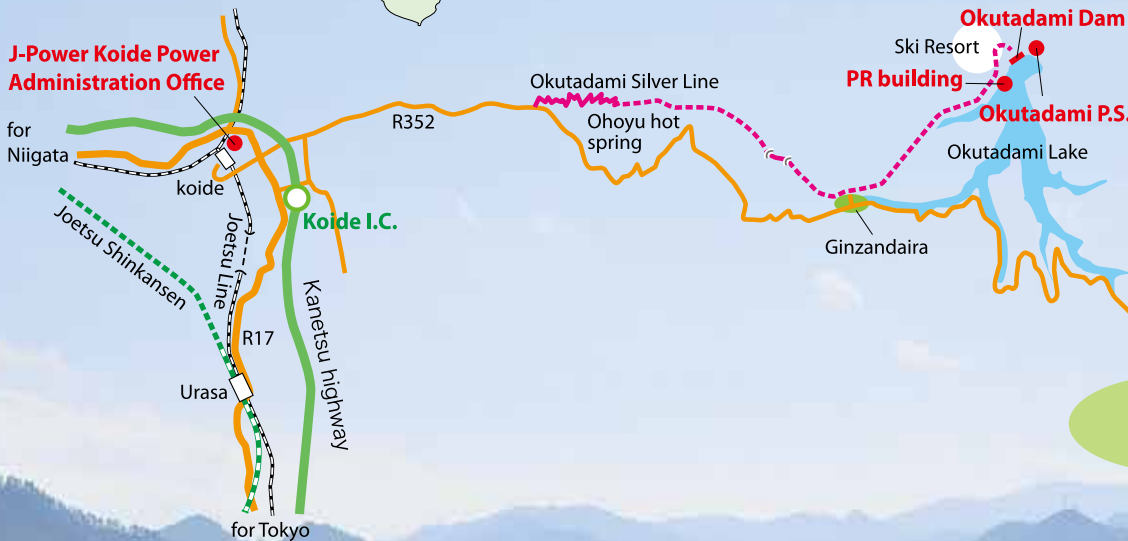 Okutadami Dam
Ski Resort
J-Power Koide Power
Administration Office
PR building
Okutadami Silver Line
Okutadami P.S.
R352
Ohoyu hot
spring
for
Niigata
Okutadami Lake
koide
Koide I.C.
Joetsu Shinkansen
Joetsu Line
Ginzandaira
Kanetsu highway
R17
Urasa
for Tokyo